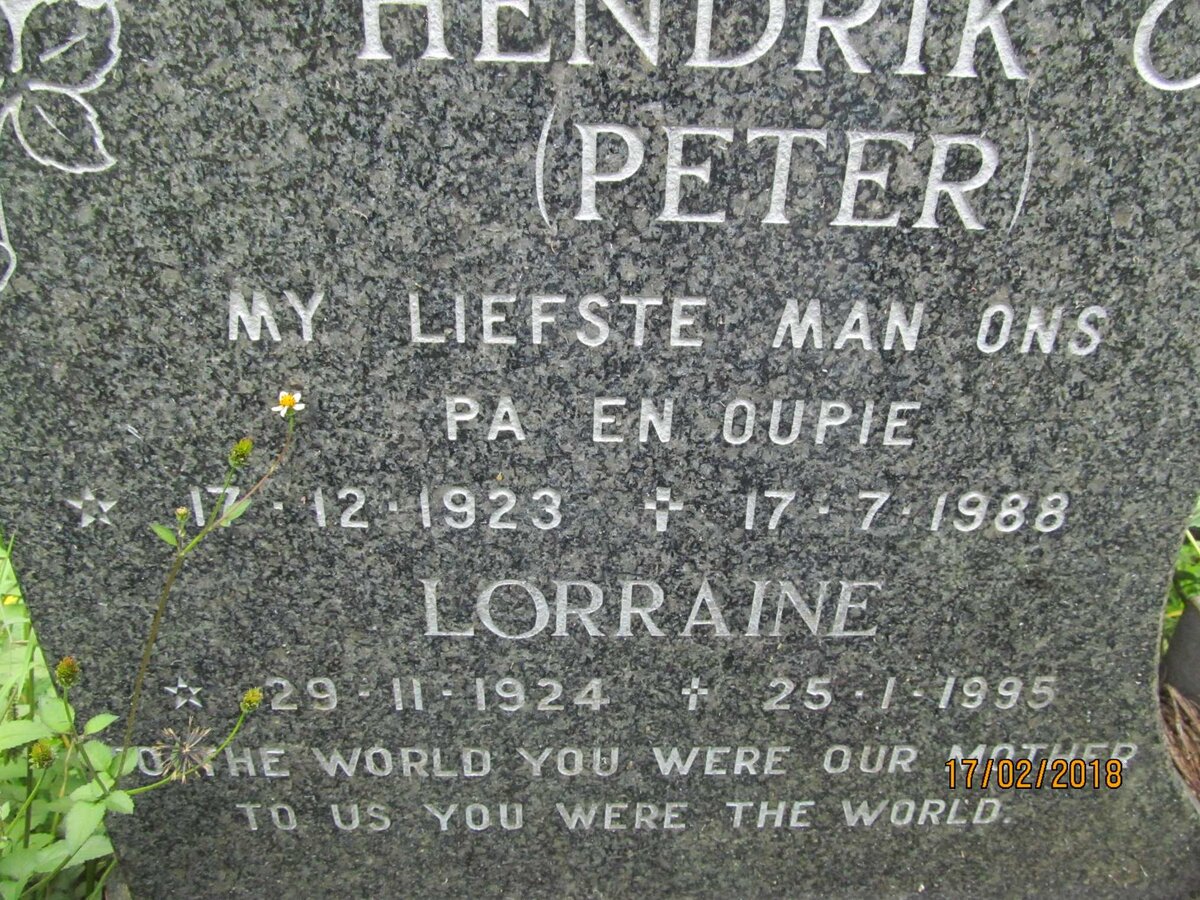 HENDRIK
(PETER)
MY LIEFSTE MAN ONS
PA EN OUPIE
17·12·1923 ✝ 17·7·1988
LORRAINE
29·11·1924 ✝ 25·1·1995
TO THE WORLD YOU WERE OUR MOTHER
TO US YOU WERE THE WORLD.
17/02/2018